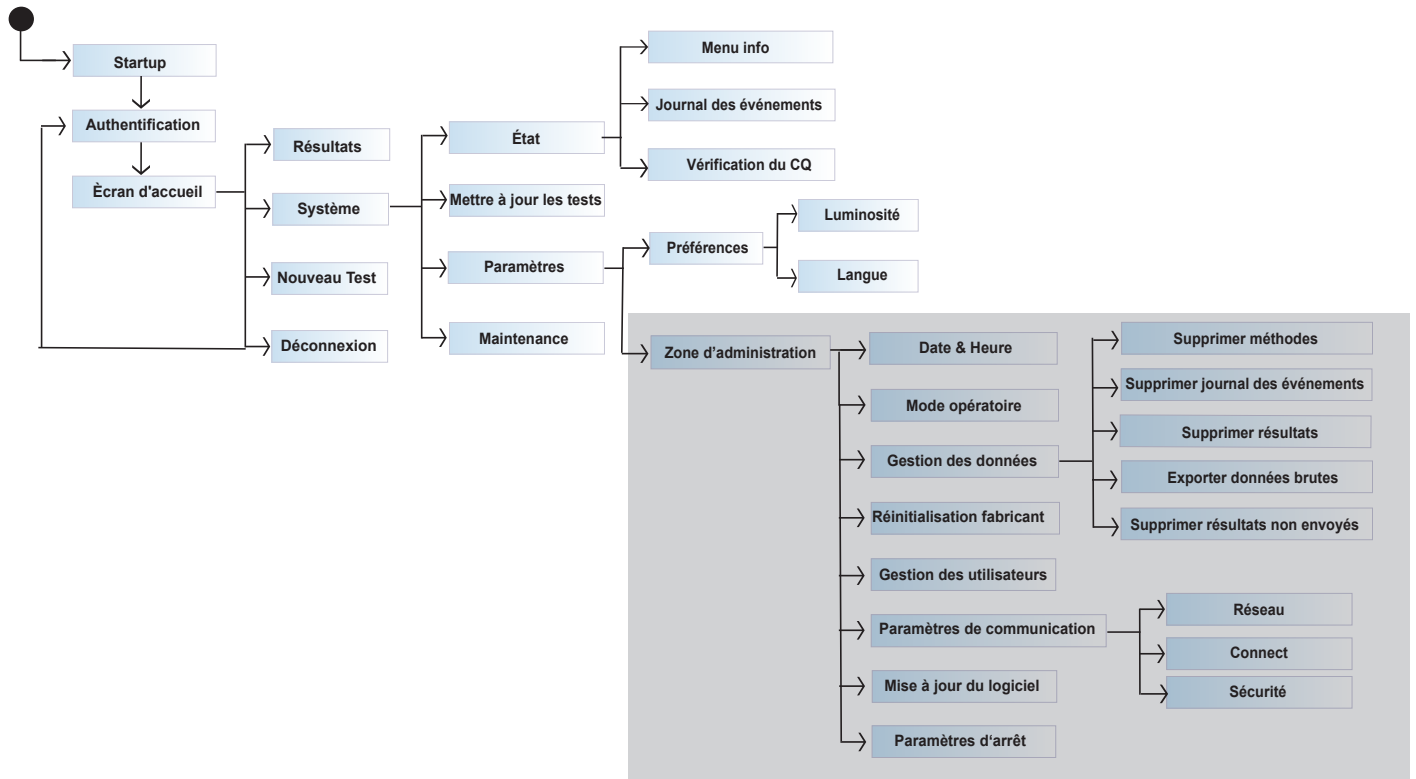 Startup
Authentification
Ècran d'accueil
Résultats
Système
Nouveau Test
Déconnexion
État
Mettre à jour les tests
Paramètres
Maintenance
Menu info
Journal des événements
Vérification du CQ
Préférences
Luminosité
Langue
Zone d'administration
Date & Heure
Mode opératoire
Gestion des données
Réinitialisation fabricant
Gestion des utilisateurs
Paramètres de communication
Mise à jour du logiciel
Paramètres d‘arrêt
Supprimer méthodes
Supprimer journal des événements
Supprimer résultats
Exporter données brutes
Supprimer résultats non envoyés
Réseau
Connect
Sécurité